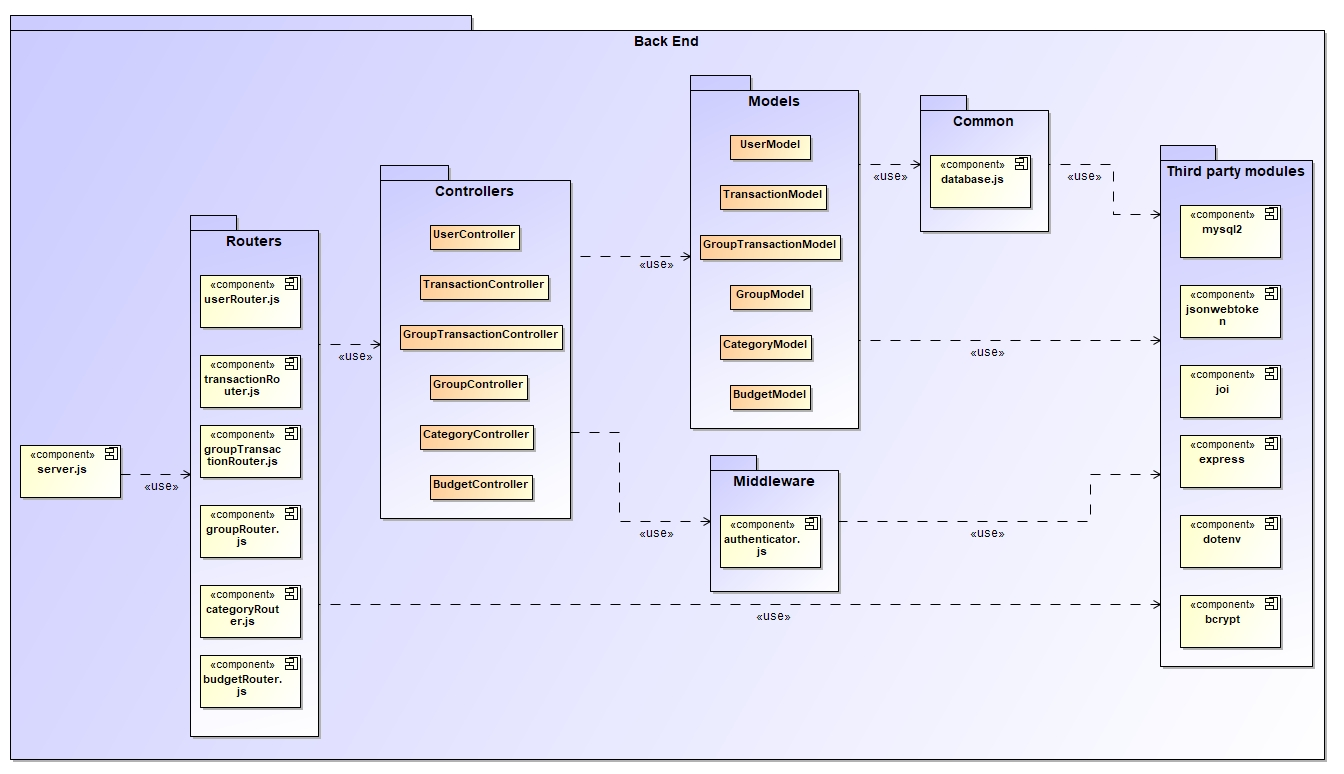 Back End
«component»
server.js
«use»
Routers
«component»
userRouter.js
«component»
transactionRo
uter.js
«component»
groupTransac
tionRouter.js
«component»
groupRouter.
js
«component»
categoryRout
er.js
«component»
budgetRouter.
js
«use»
«use»
Controllers
UserController
TransactionController
GroupTransactionController
GroupController
CategoryController
BudgetController
«use»
«use»
Models
UserModel
TransactionModel
GroupTransactionModel
GroupModel
CategoryModel
BudgetModel
«use»
«use»
Middleware
«component»
authenticator.
js
«use»
Common
«component»
database.js
«use»
Third party modules
«component»
mysql2
«component»
jsonwebtoke
n
«component»
joi
«component»
express
«component»
dotenv
«component»
bcrypt